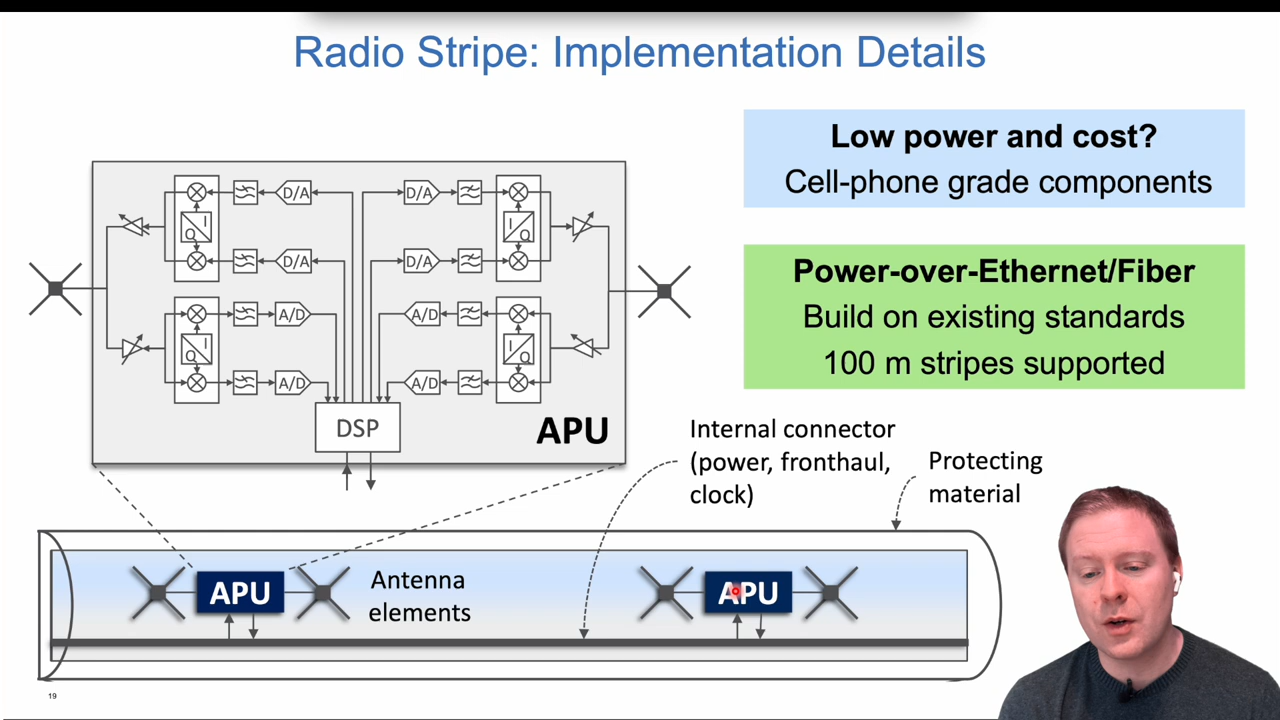 Radio Stripe: Implementation Details
Low power and cost?
Cell-phone grade components
Power-over-Ethernet/Fiber
Build on existing standards
100 m stripes supported
D/A
D/A
I
Q
I
Q
D/A
D/A
A/D
A/D
I
Q
I
Q
A/D
A/D
DSP
APU
Internal connector
(power, fronthaul,
clock)
Protecting
material
APU
Antenna
elements
APU
19